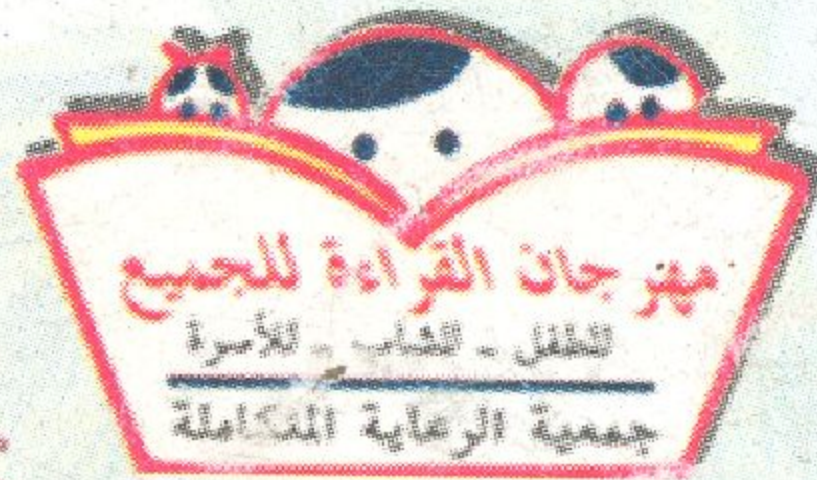 مهرجان القراءة للجميع
للطفل - للشاب - للأسرة
جمعية الرعاية المتكاملة